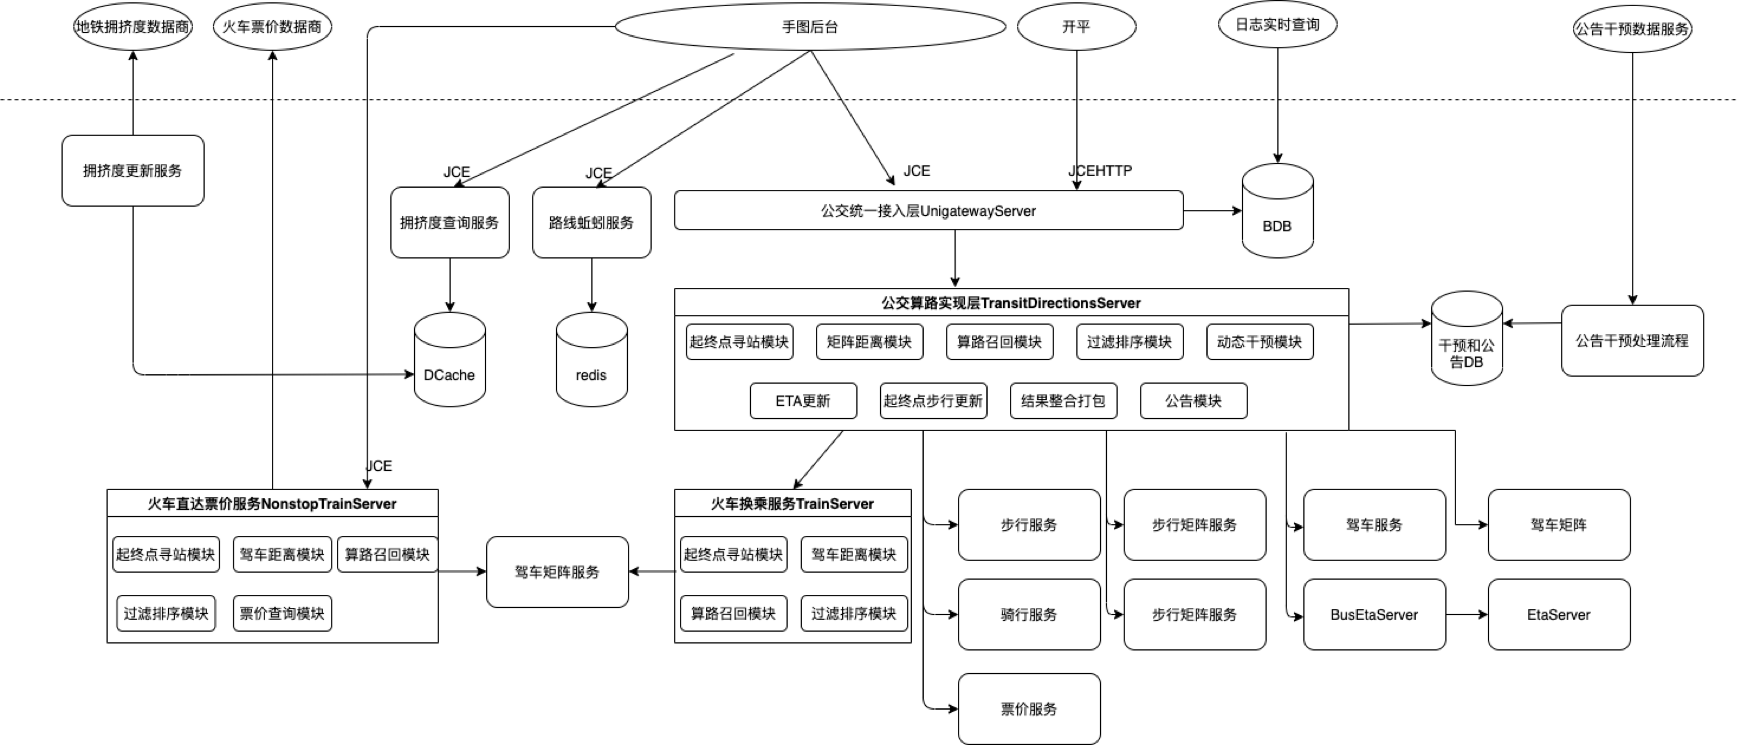 地铁拥挤度数据商
火车票价数据商
手图后台
开平
日志实时查询
公告干预数据服务
拥挤度更新服务
JCE
JCE
JCE
JCEHTTP
拥挤度查询服务
路线蚯蚓服务
公交统一接入层UnigatewayServer
BDB
公交算路实现层TransitDirectionsServer
起终点寻站模块
矩阵距离模块
算路召回模块
过滤排序模块
动态干预模块
干预和公
告DB
公告干预处理流程
DCache
redis
ETA更新
起终点步行更新
结果整合打包
公告模块
JCE
火车直达票价服务NonstopTrainServer
火车换乘服务TrainServer
步行服务
步行矩阵服务
驾车服务
驾车矩阵
起终点寻站模块
驾车距离模块
算路召回模块
驾车矩阵服务
起终点寻站模块
驾车距离模块
过滤排序模块
票价查询模块
算路召回模块
过滤排序模块
骑行服务
步行矩阵服务
BusEtaServer
EtaServer
票价服务